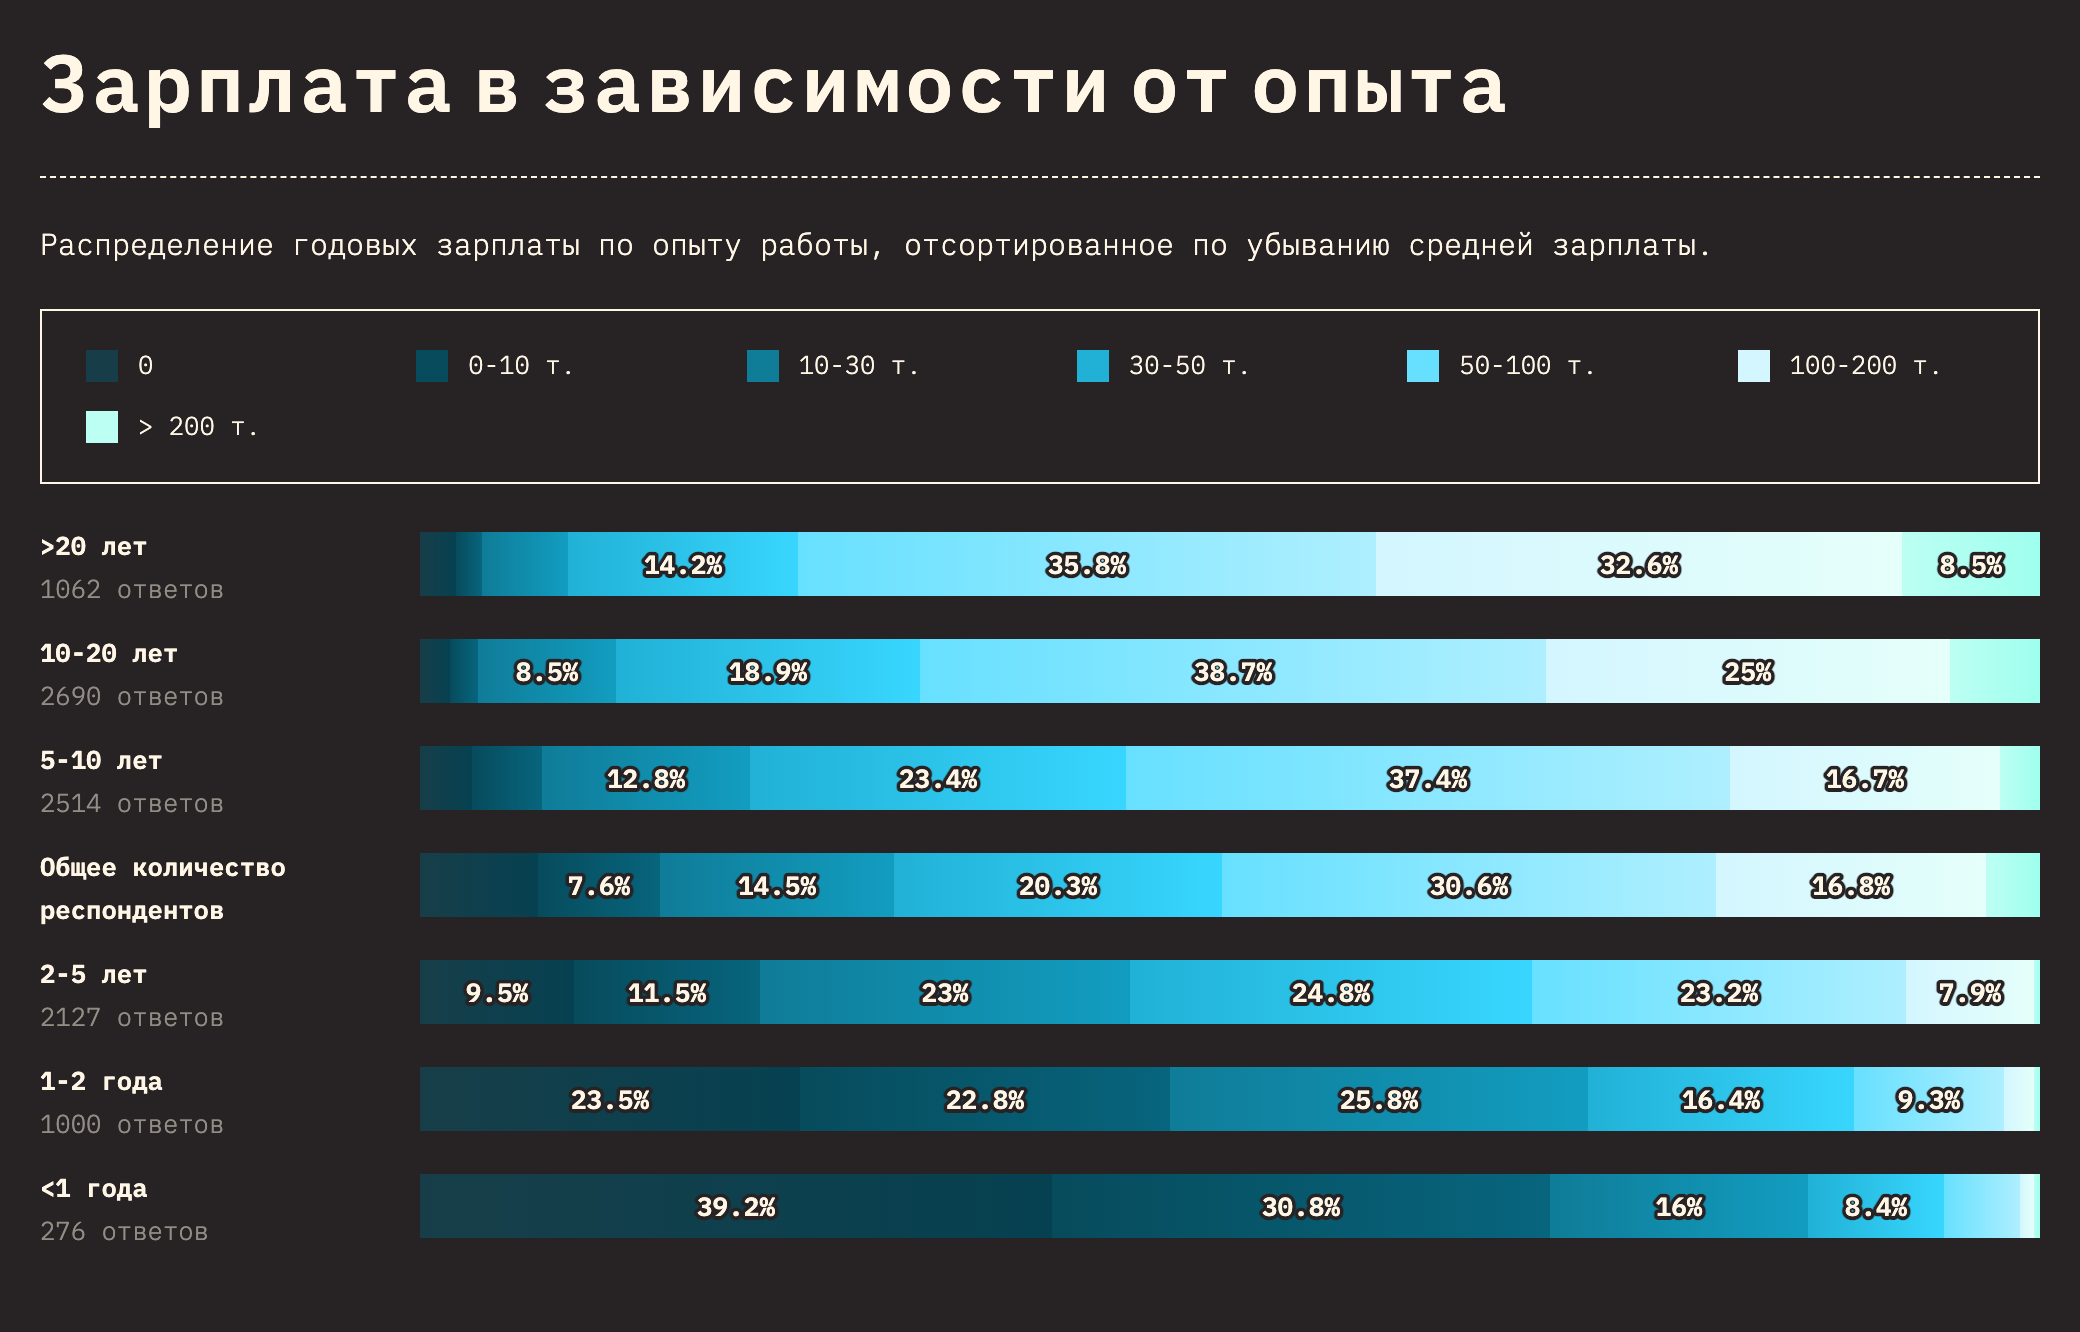 Зарплата в зависимости от опыта
Распределение годовых зарплаты по опыту работы, отсортированное по убыванию средней зарплаты.
0 0-10 т. 10-30 т. 30-50 т. 50-100 т. 100-200 т.
> 200 т.
>20 лет
1062 ответов
14.2% 35.8% 32.6% 8.5%
10-20 лет
2690 ответов
8.5% 18.9% 38.7% 25%
5-10 лет
2514 ответов
12.8% 23.4% 37.4% 16.7%
Общее количество
респондентов
7.6% 14.5% 20.3% 30.6% 16.8%
2-5 лет
2127 ответов
9.5% 11.5% 23% 24.8% 23.2% 7.9%
1-2 года
1000 ответов
23.5% 22.8% 25.8% 16.4% 9.3%
<1 года
276 ответов
39.2% 30.8% 16% 8.4%